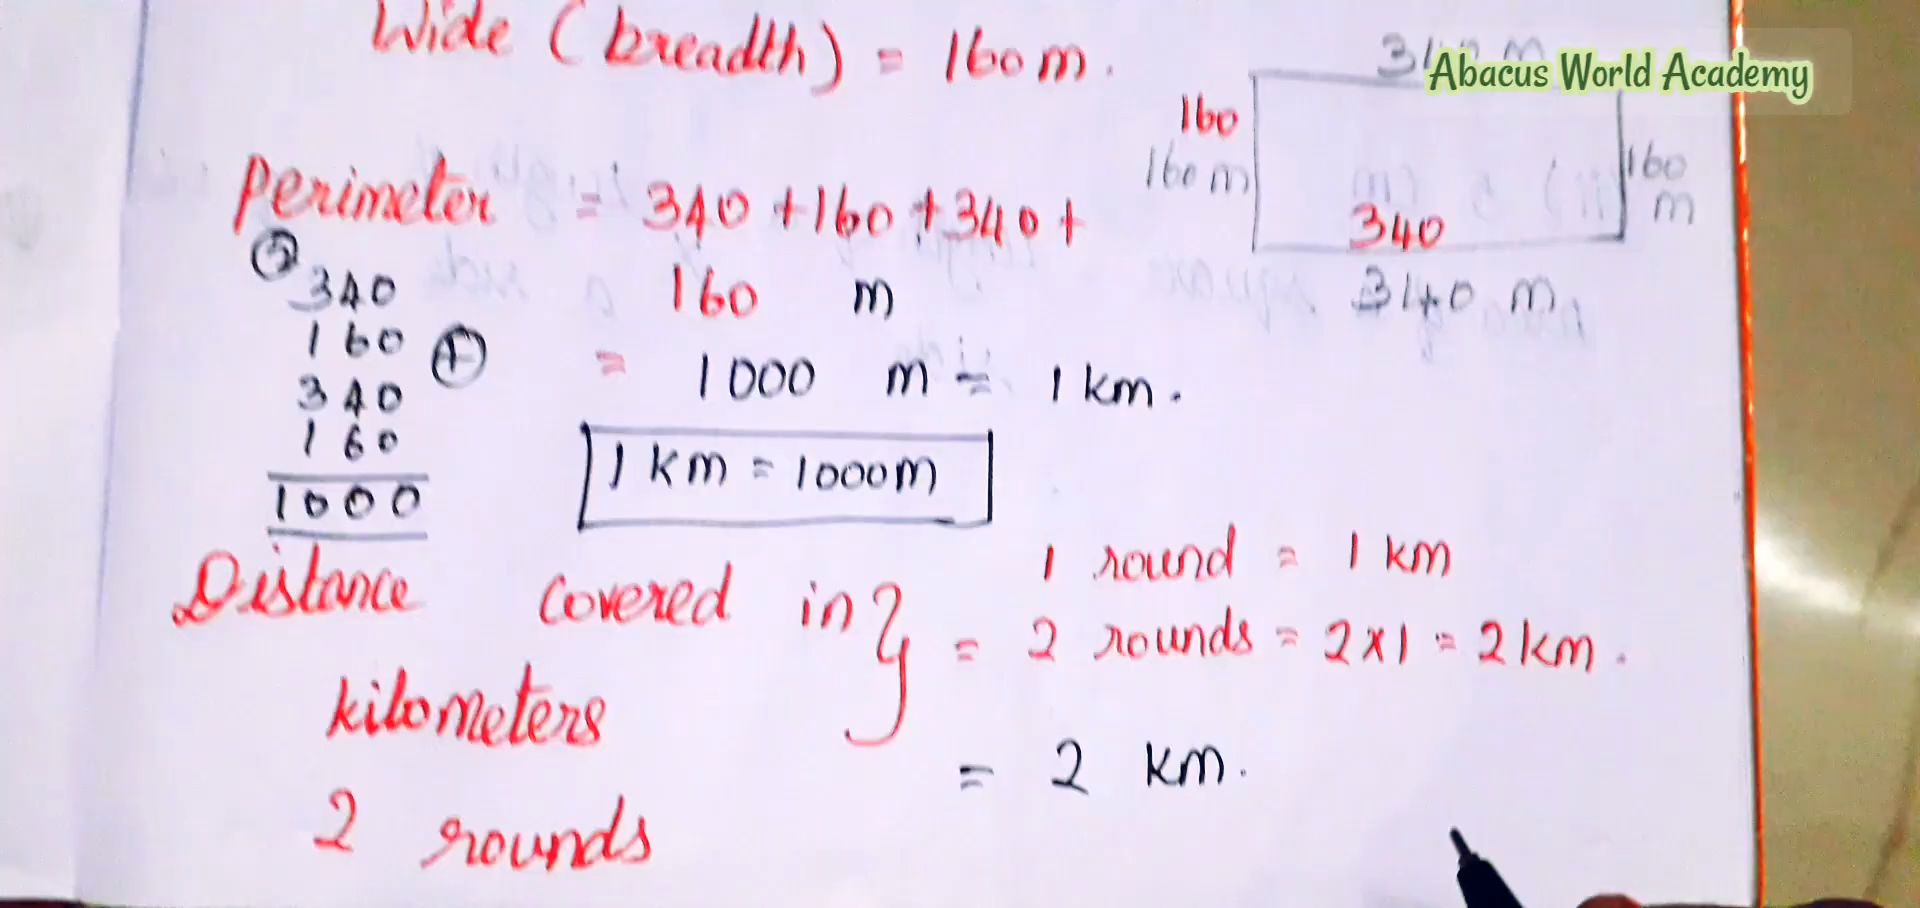 Wide (breadth) = 160 m.
340 m
Abacus World Academy
160
160 m
160
m
340
340 m
Perimeter = 340 + 160 + 340 +
160 m
= 1000 m = 1 km.
1 km = 1000m
340
160
+
340
160
1000
Distance covered in } = 1 round = 1 km
2 rounds = 2 x 1 = 2 km.
kilometers
2 rounds
= 2 km.